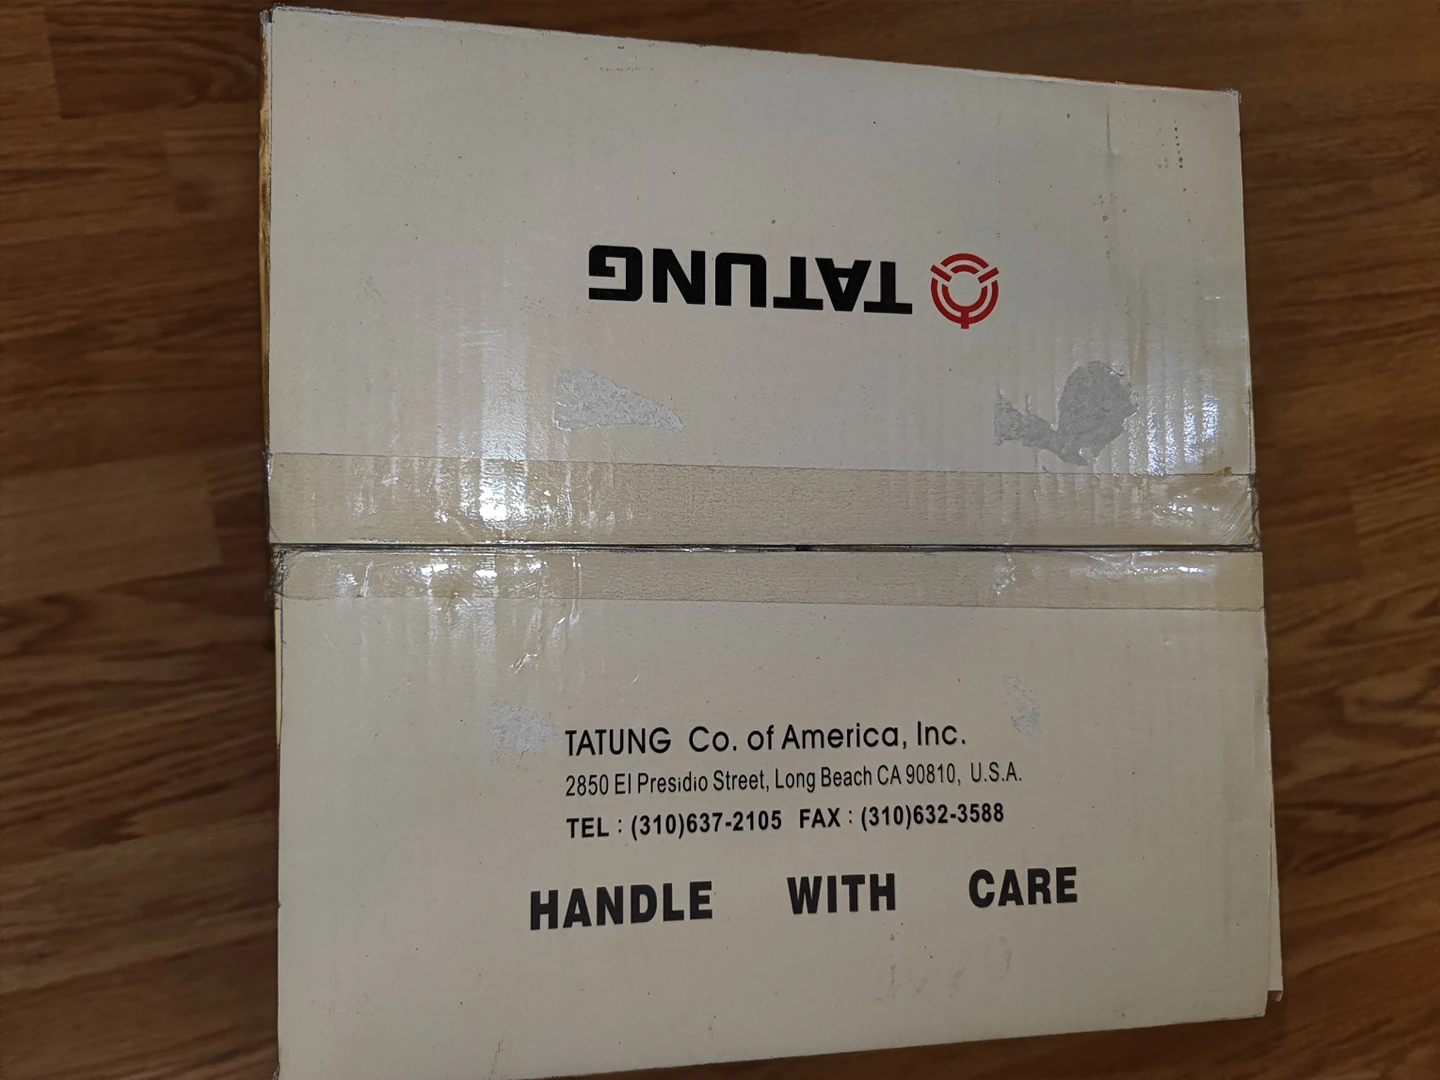 TATUNG
TATUNG Co. of America, Inc.
2850 El Presidio Street, Long Beach CA 90810, U.S.A.
TEL : (310)637-2105 FAX : (310)632-3588
HANDLE WITH CARE